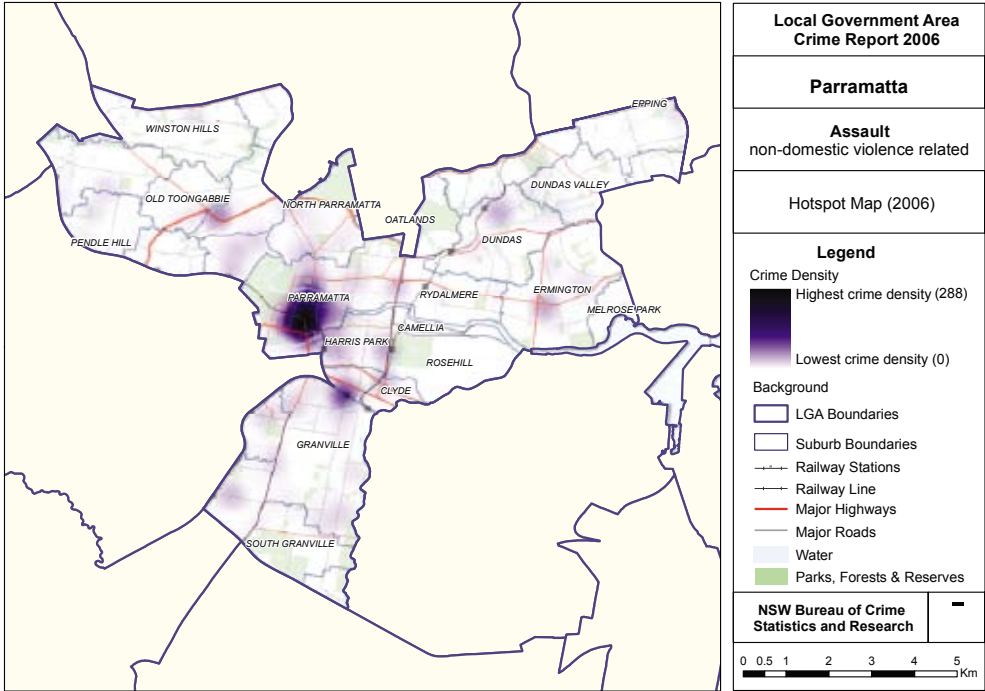 EPPING
WINSTON HILLS
DUNDAS VALLEY
OLD TOONGABBIE
NORTH PARRAMATTA
OATLANDS
PENDLE HILL
DUNDAS
ERMINGTON
RYDALMERE
PARRAMATTA
MELROSE PARK
CAMELLIA
HARRIS PARK
ROSEHILL
CLYDE
GRANVILLE
SOUTH GRANVILLE
Local Government Area
Crime Report 2006
Parramatta
Assault
non-domestic violence related
Hotspot Map (2006)
Legend
Crime Density
Highest crime density (288)
Lowest crime density (0)
Background
LGA Boundaries
Suburb Boundaries
Railway Stations
Railway Line
Major Highways
Major Roads
Water
Parks, Forests & Reserves
NSW Bureau of Crime
Statistics and Research
0 0.5 1 2 3 4 5
Km